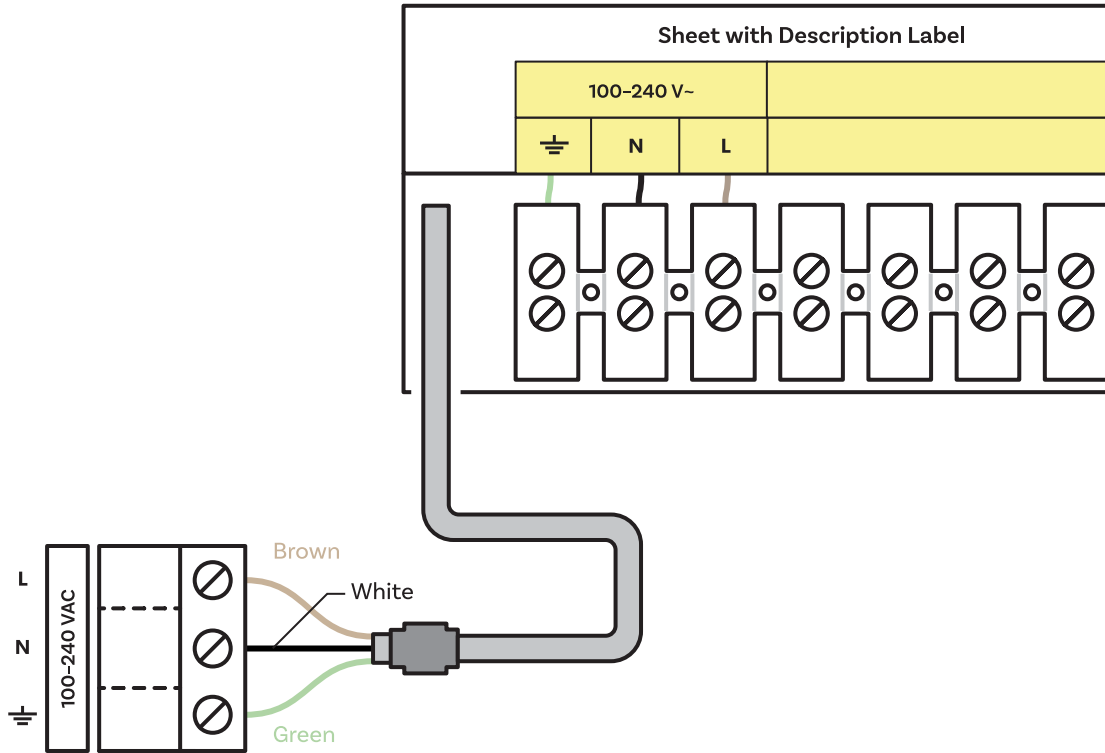 Sheet with Description Label
100–240 V~
N
L
Brown
L
White
100–240 VAC
N
Green